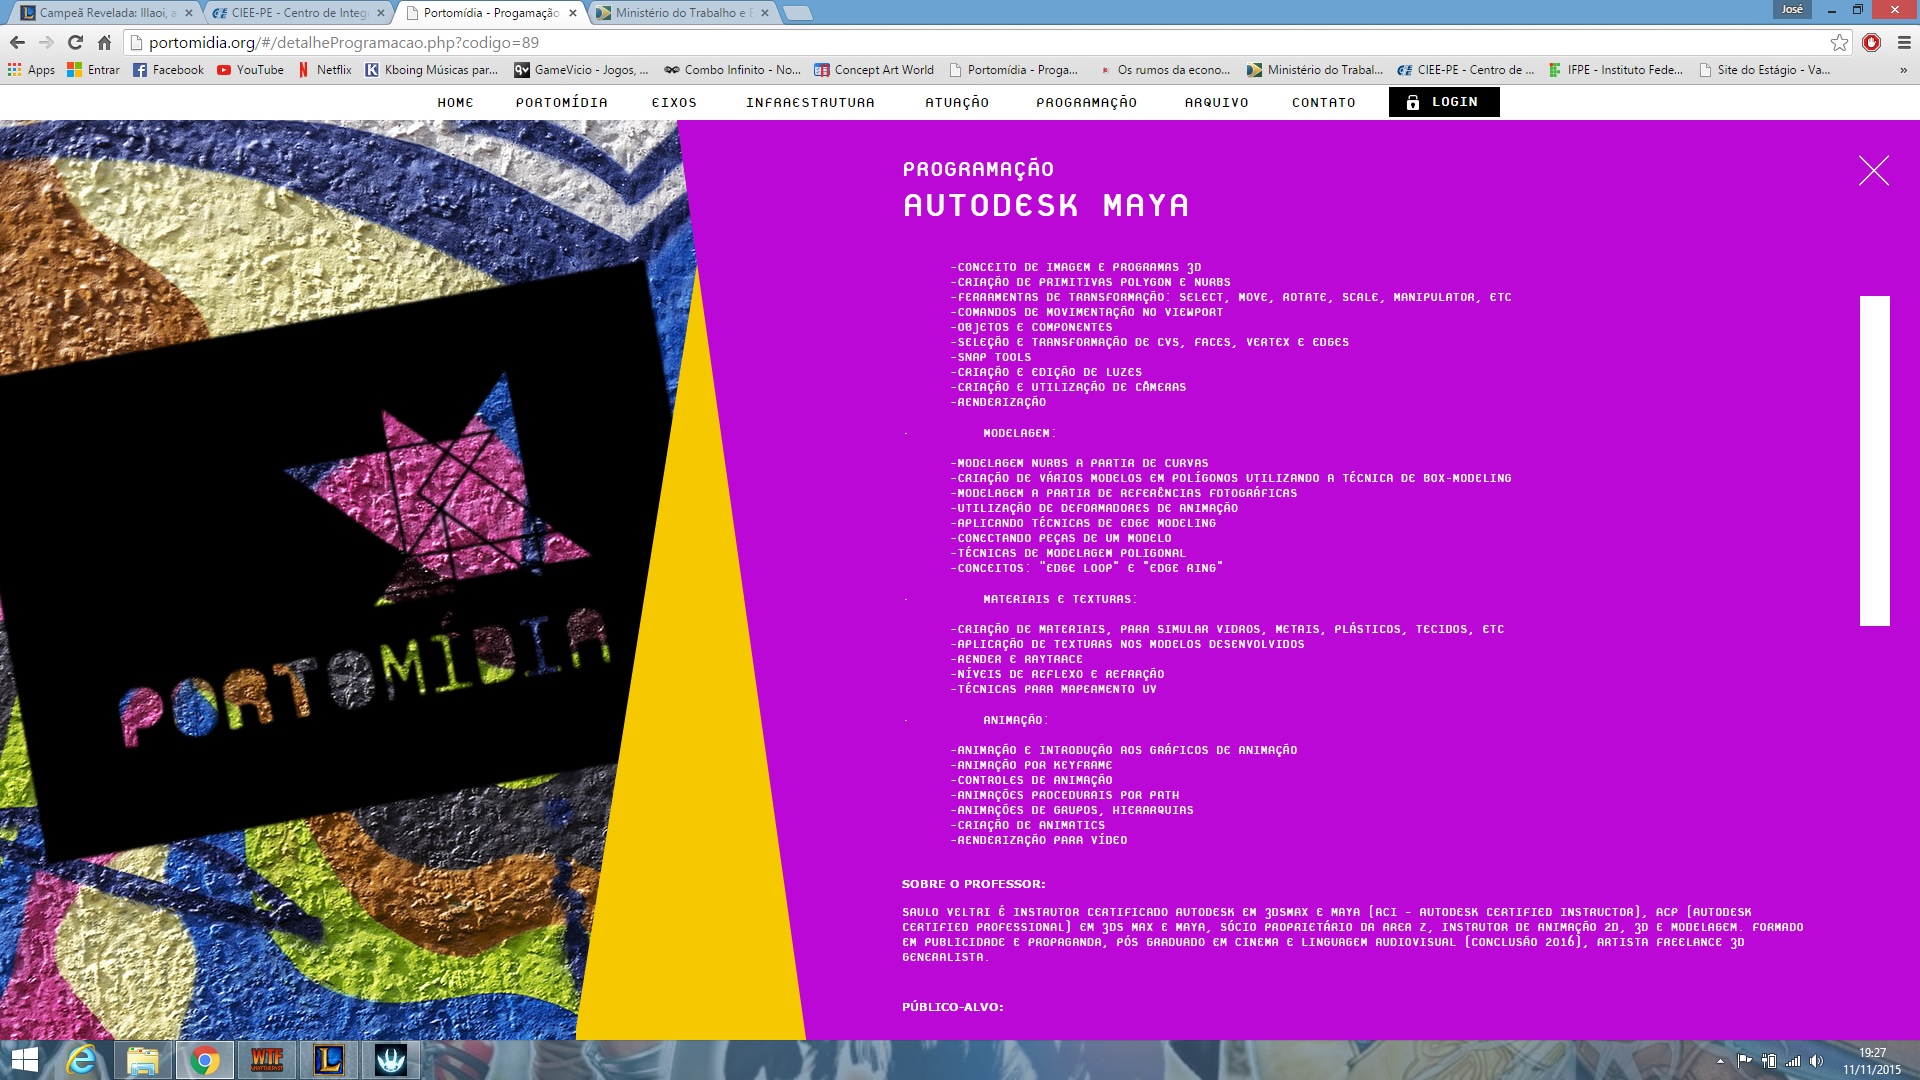 Campeã Revelada: Illaoi, a
CIEE-PE - Centro de Integ
Portomídia - Progamação
Ministério do Trabalho e E
José
portomidia.org/#/detalheProgramacao.php?codigo=89
Apps
Entrar
Facebook
YouTube
Netflix
Kboing Músicas par...
GameVicio - Jogos, ...
Combo Infinito - No...
Concept Art World
Portomídia - Proga...
Os rumos da econo...
Ministério do Trabal...
CIEE-PE - Centro de ...
IFPE - Instituto Fede...
Site do Estágio - Va...
»
HOME PORTOMÍDIA EIXOS INFRAESTRUTURA ATUAÇÃO PROGRAMAÇÃO ARQUIVO CONTATO LOGIN
PORTOMÍDIA
PROGRAMAÇÃO
AUTODESK MAYA
-CONCEITO DE IMAGEM E PROGRAMAS 3D
-CRIAÇÃO DE PRIMITIVAS POLYGON E NURBS
-FERRAMENTAS DE TRANSFORMAÇÃO: SELECT, MOVE, ROTATE, SCALE, MANIPULATOR, ETC
-COMANDOS DE MOVIMENTAÇÃO NO VIEWPORT
-OBJETOS E COMPONENTES
-SELEÇÃO E TRANSFORMAÇÃO DE CVS, FACES, VERTEX E EDGES
-SNAP TOOLS
-CRIAÇÃO E EDIÇÃO DE LUZES
-CRIAÇÃO E UTILIZAÇÃO DE CÂMERAS
-RENDERIZAÇÃO
· MODELAGEM:
-MODELAGEM NURBS A PARTIR DE CURVAS
-CRIAÇÃO DE VÁRIOS MODELOS EM POLÍGONOS UTILIZANDO A TÉCNICA DE BOX-MODELING
-MODELAGEM A PARTIR DE REFERÊNCIAS FOTOGRÁFICAS
-UTILIZAÇÃO DE DEFORMADORES DE ANIMAÇÃO
-APLICANDO TÉCNICAS DE EDGE MODELING
-CONECTANDO PEÇAS DE UM MODELO
-TÉCNICAS DE MODELAGEM POLIGONAL
-CONCEITOS: "EDGE LOOP" E "EDGE RING"
· MATERIAIS E TEXTURAS:
-CRIAÇÃO DE MATERIAIS, PARA SIMULAR VIDROS, METAIS, PLÁSTICOS, TECIDOS, ETC
-APLICAÇÃO DE TEXTURAS NOS MODELOS DESENVOLVIDOS
-RENDER E RAYTRACE
-NÍVEIS DE REFLEXO E REFRAÇÃO
-TÉCNICAS PARA MAPEAMENTO UV
· ANIMAÇÃO:
-ANIMAÇÃO E INTRODUÇÃO AOS GRÁFICOS DE ANIMAÇÃO
-ANIMAÇÃO POR KEYFRAME
-CONTROLES DE ANIMAÇÃO
-ANIMAÇÕES PROCEDURAIS POR PATH
-ANIMAÇÕES DE GRUPOS, HIERARQUIAS
-CRIAÇÃO DE ANIMATICS
-RENDERIZAÇÃO PARA VÍDEO
SOBRE O PROFESSOR:
SAULO VELTRI É INSTRUTOR CERTIFICADO AUTODESK EM 3DSMAX E MAYA (ACI - AUTODESK CERTIFIED INSTRUCTOR), ACP (AUTODESK
CERTIFIED PROFESSIONAL) EM 3DS MAX E MAYA, SÓCIO PROPRIETÁRIO DA AREA Z, INSTRUTOR DE ANIMAÇÃO 2D, 3D E MODELAGEM. FORMADO
EM PUBLICIDADE E PROPAGANDA, PÓS GRADUADO EM CINEMA E LINGUAGEM AUDIOVISUAL (CONCLUSÃO 2016), ARTISTA FREELANCE 3D
GENERALISTA.
PÚBLICO-ALVO:
WTF
19:27
11/11/2015